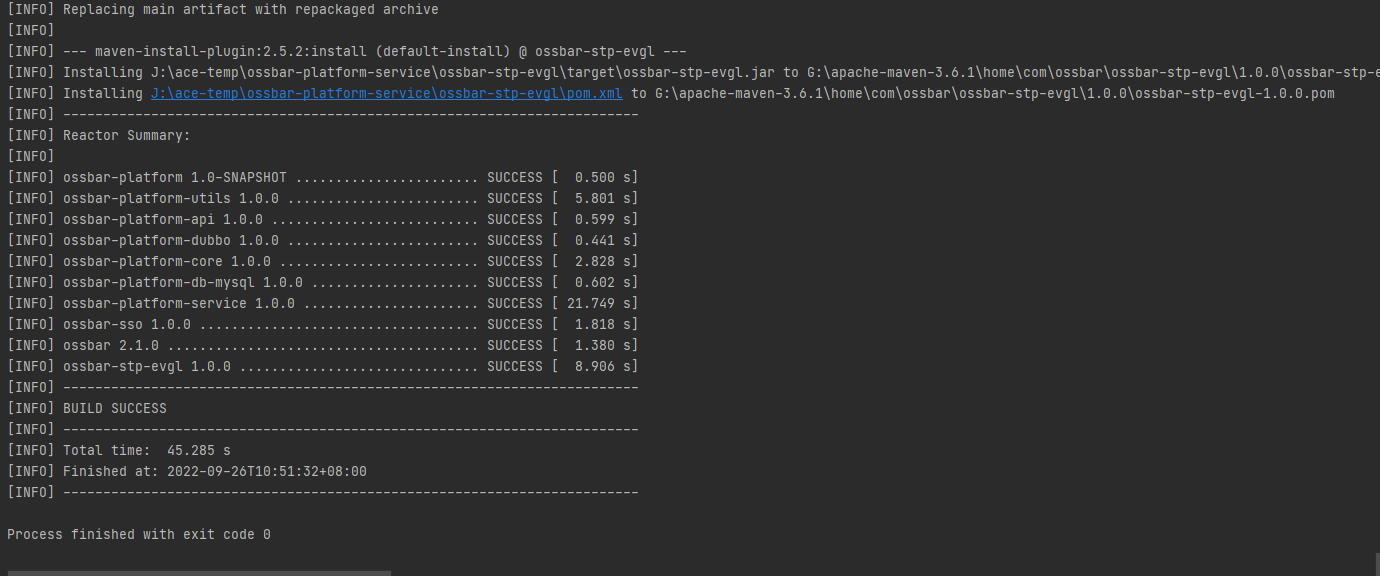 [INFO] Replacing main artifact with repackaged archive
[INFO]
[INFO] --- maven-install-plugin:2.5.2:install (default-install) @ ossbar-stp-evgl ---
[INFO] Installing J:\ace-temp\ossbar-platform-service\ossbar-stp-evgl\target\ossbar-stp-evgl.jar to G:\apache-maven-3.6.1\home\com\ossbar\ossbar-stp-evgl\1.0.0\ossbar-stp-e
[INFO] Installing J:\ace-temp\ossbar-platform-service\ossbar-stp-evgl\pom.xml to G:\apache-maven-3.6.1\home\com\ossbar\ossbar-stp-evgl\1.0.0\ossbar-stp-evgl-1.0.0.pom
[INFO] ------------------------------------------------------------------------
[INFO] Reactor Summary:
[INFO]
[INFO] ossbar-platform 1.0-SNAPSHOT ....................... SUCCESS [  0.500 s]
[INFO] ossbar-platform-utils 1.0.0 ........................ SUCCESS [  5.801 s]
[INFO] ossbar-platform-api 1.0.0 .......................... SUCCESS [  0.599 s]
[INFO] ossbar-platform-dubbo 1.0.0 ........................ SUCCESS [  0.441 s]
[INFO] ossbar-platform-core 1.0.0 ......................... SUCCESS [  2.828 s]
[INFO] ossbar-platform-db-mysql 1.0.0 ..................... SUCCESS [  0.602 s]
[INFO] ossbar-platform-service 1.0.0 ...................... SUCCESS [ 21.749 s]
[INFO] ossbar-sso 1.0.0 ................................... SUCCESS [  1.818 s]
[INFO] ossbar 2.1.0 ....................................... SUCCESS [  1.380 s]
[INFO] ossbar-stp-evgl 1.0.0 .............................. SUCCESS [  8.906 s]
[INFO] ------------------------------------------------------------------------
[INFO] BUILD SUCCESS
[INFO] ------------------------------------------------------------------------
[INFO] Total time:  45.285 s
[INFO] Finished at: 2022-09-26T10:51:32+08:00
[INFO] ------------------------------------------------------------------------
Process finished with exit code 0